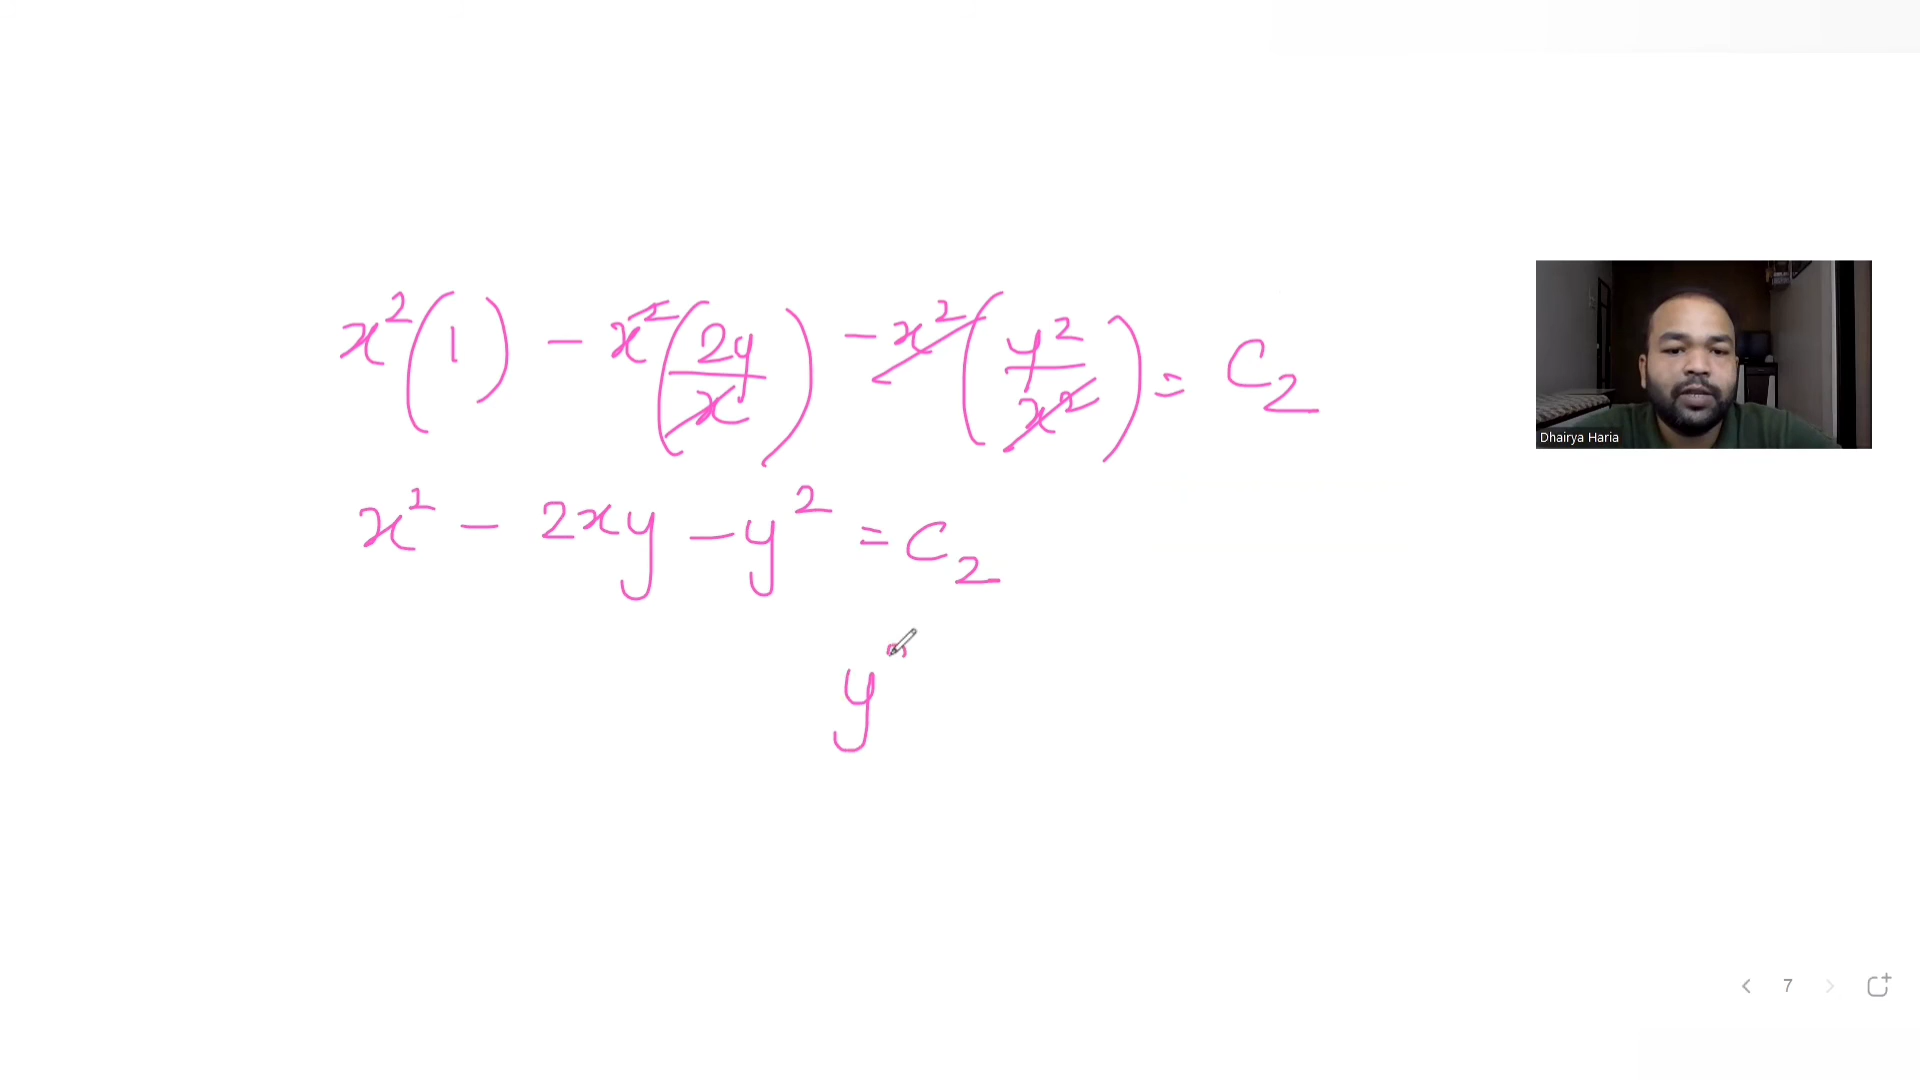 x²(1) - x²(2y/x) - x²(y²/x²) = C₂
x² - 2xy - y² = C₂
y
Dhairya Haria
7